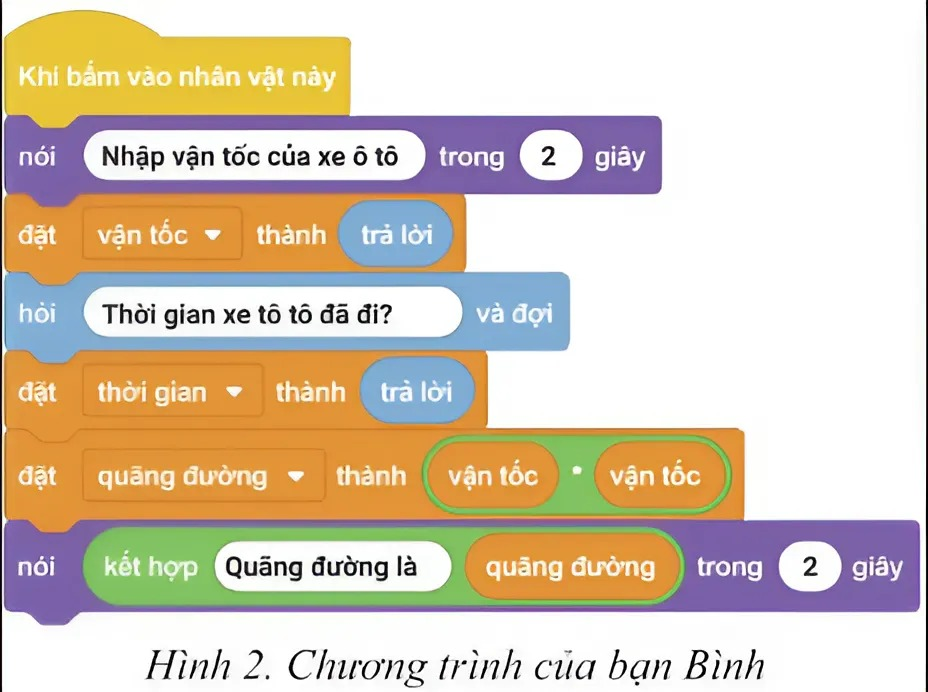 Khi bấm vào nhân vật này
nói Nhập vận tốc của xe ô tô trong 2 giây
đặt vận tốc thành trả lời
hỏi Thời gian xe tô tô đã đi? và đợi
đặt thời gian thành trả lời
đặt quãng đường thành vận tốc * vận tốc
nói kết hợp Quãng đường là quãng đường trong 2 giây
Hình 2. Chương trình của bạn Bình